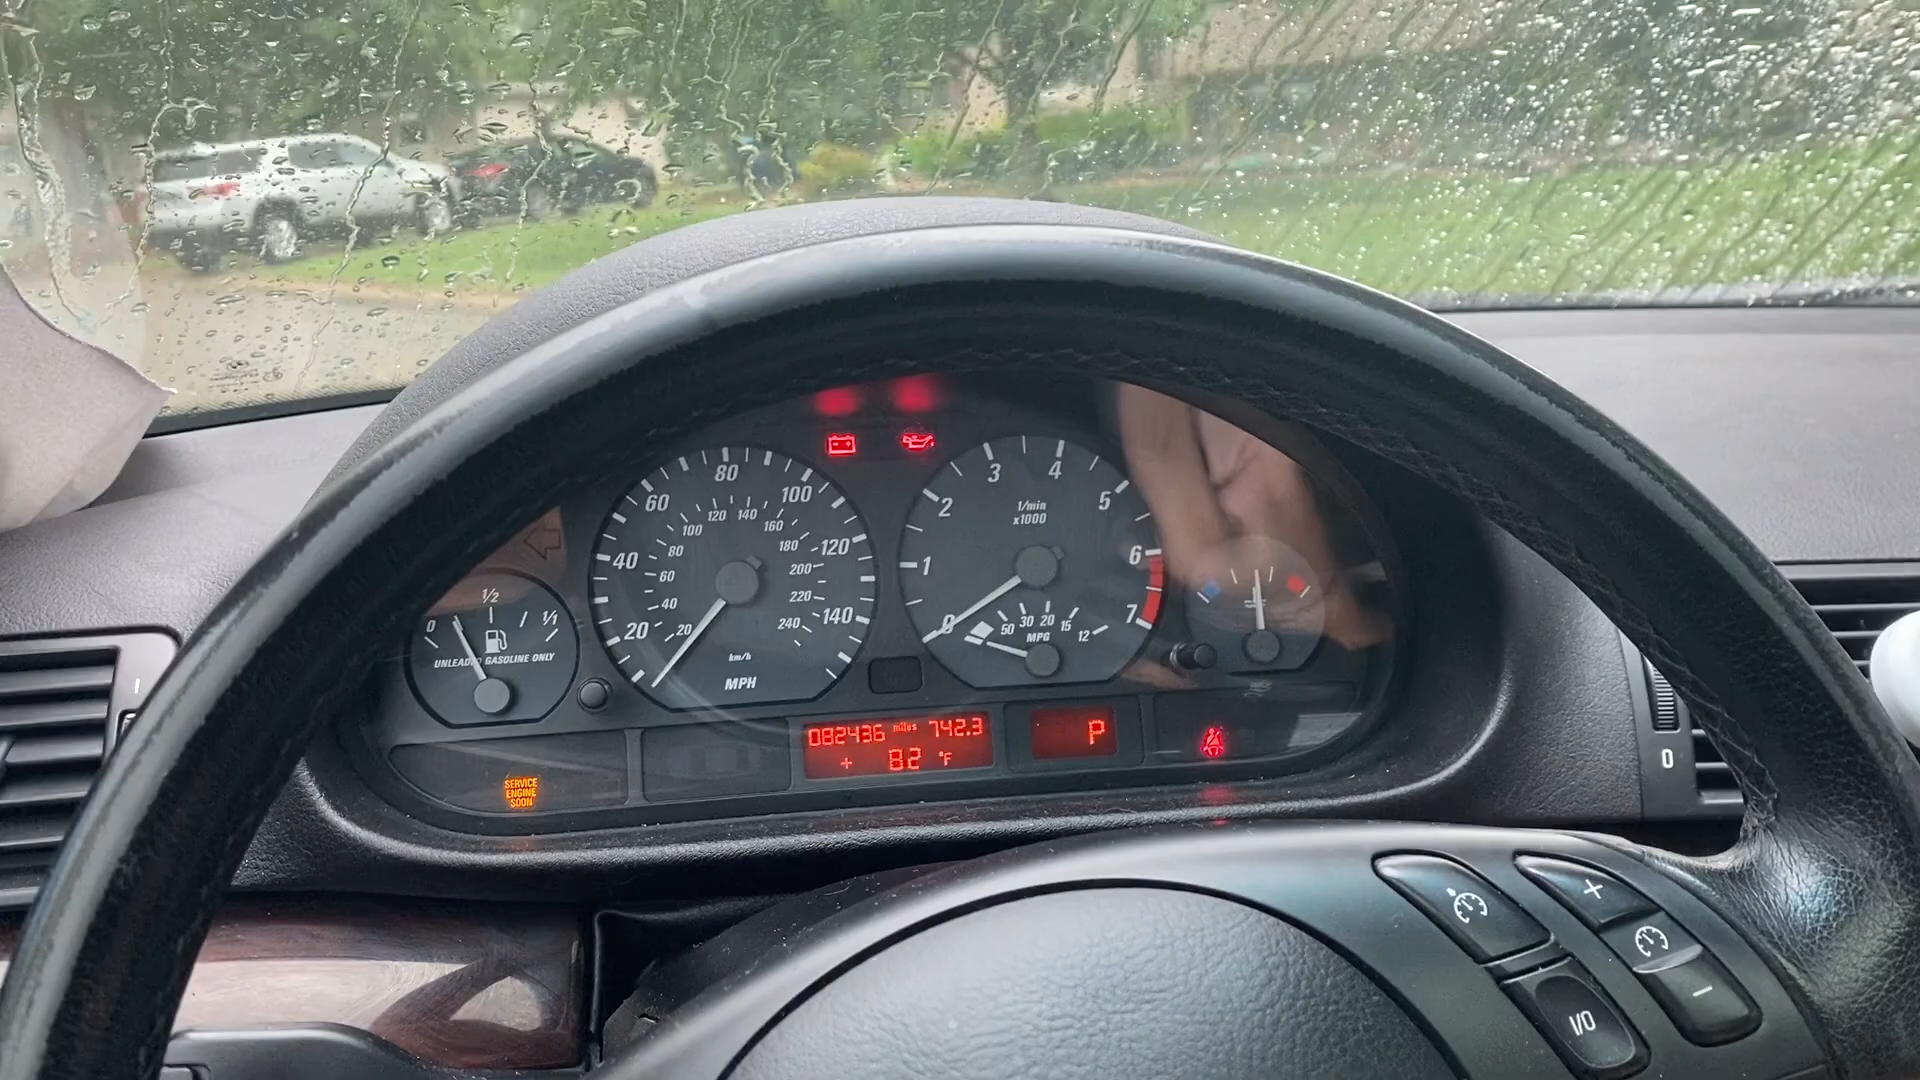 80
60
100
40
120
20
140
120 140
100
160
80
180
60
200
40
220
20
240
km/h
MPH
3
4
2
5
1
6
0
7
1/min
x1000
50 30 20 15 12
MPG
0
1/2
1/1
UNLEADED GASOLINE ONLY
082436 miles 742.3
+ 82 °F
P
SERVICE
ENGINE
SOON
I
0
+
−
I/O